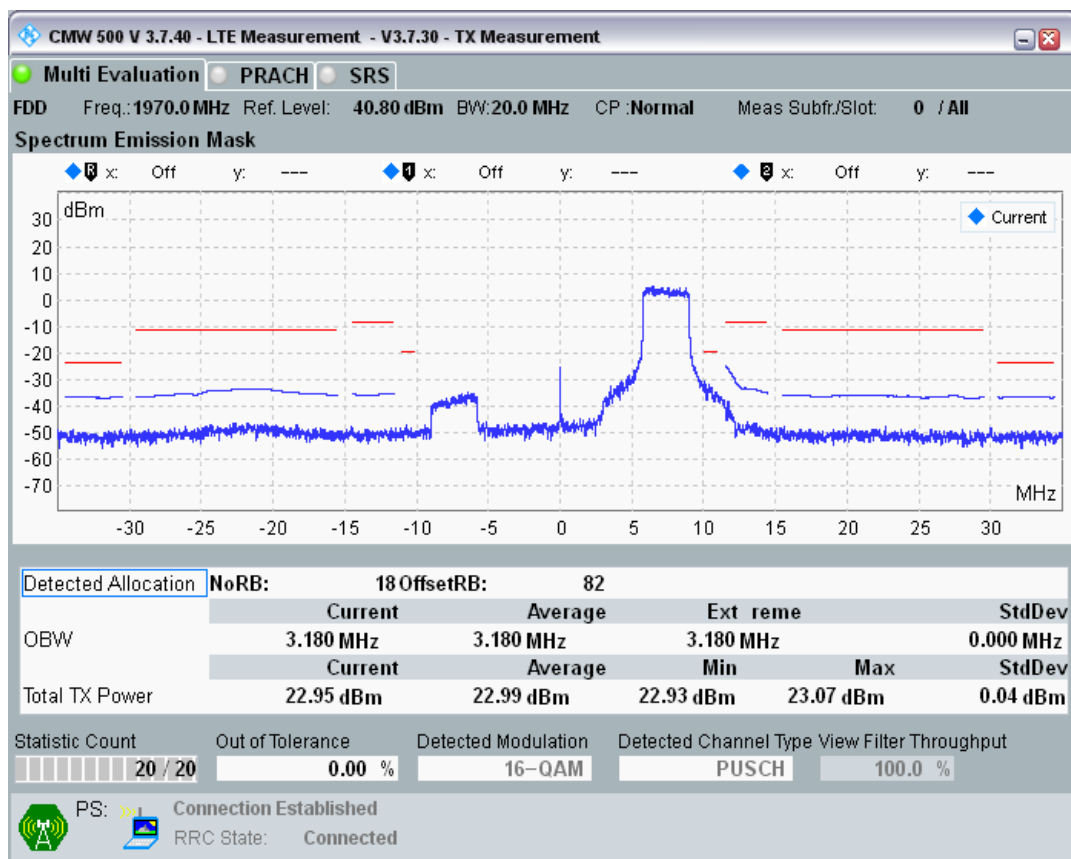 CMW 500 V 3.7.40 - LTE Measurement - V3.7.30 - TX Measurement
Multi Evaluation PRACH SRS
FDD Freq.: 1970.0 MHz Ref. Level: 40.80 dBm BW: 20.0 MHz CP : Normal Meas Subfr./Slot: 0 / All
Spectrum Emission Mask
R x: Off y: --- 1 x: Off y: --- 2 x: Off y: ---
dBm
Current
30
20
10
0
-10
-20
-30
-40
-50
-60
-70
MHz
-30 -25 -20 -15 -10 -5 0 5 10 15 20 25 30
Detected Allocation NoRB: 18 OffsetRB: 82
Current Average Ext reme StdDev
OBW 3.180 MHz 3.180 MHz 3.180 MHz 0.000 MHz
Current Average Min Max StdDev
Total TX Power 22.95 dBm 22.99 dBm 22.93 dBm 23.07 dBm 0.04 dBm
Statistic Count Out of Tolerance Detected Modulation Detected Channel Type View Filter Throughput
20 / 20 0.00 % 16-QAM PUSCH 100.0 %
PS: Connection Established
RRC State: Connected